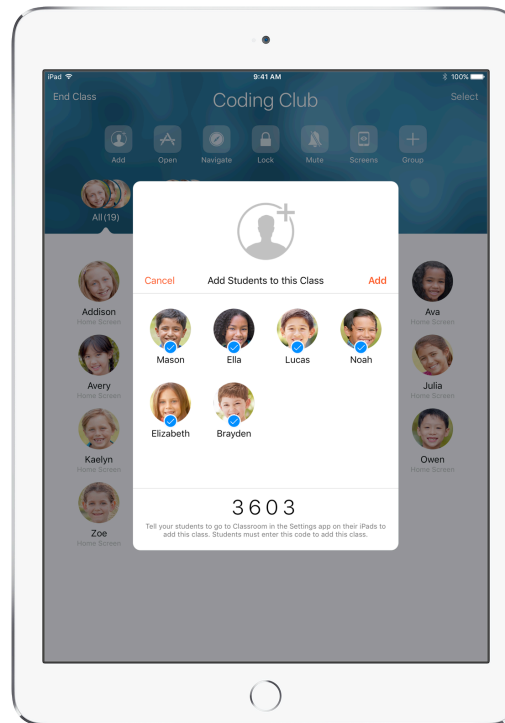 iPad 9:41 AM 100%
End Class Coding Club Select
Add Open Navigate Lock Mute Screens Group
All (19)
Cancel Add Students to this Class Add
Addison Ava
Home Screen Home Screen
Mason Ella Lucas Noah
Avery Julia
Home Screen Home Screen
Elizabeth Brayden
Kaelyn Owen
Home Screen Home Screen
3603
Tell your students to go to Classroom in the Settings app on their iPads to
add this class. Students must enter this code to add this class.
Zoe
Home Screen